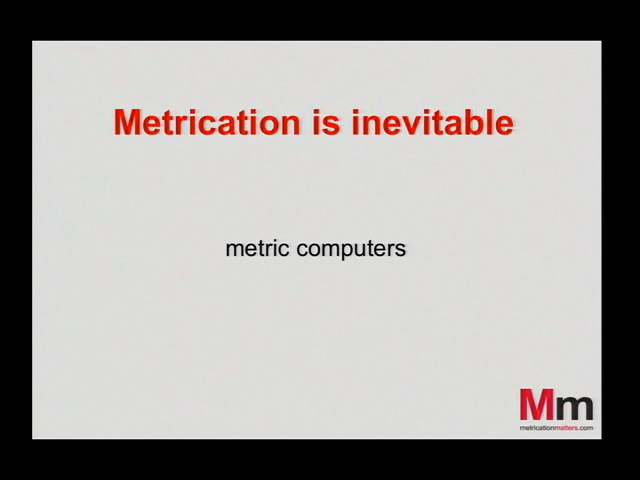 Metrication is inevitable
metric computers
Mm
metricationmatters.com